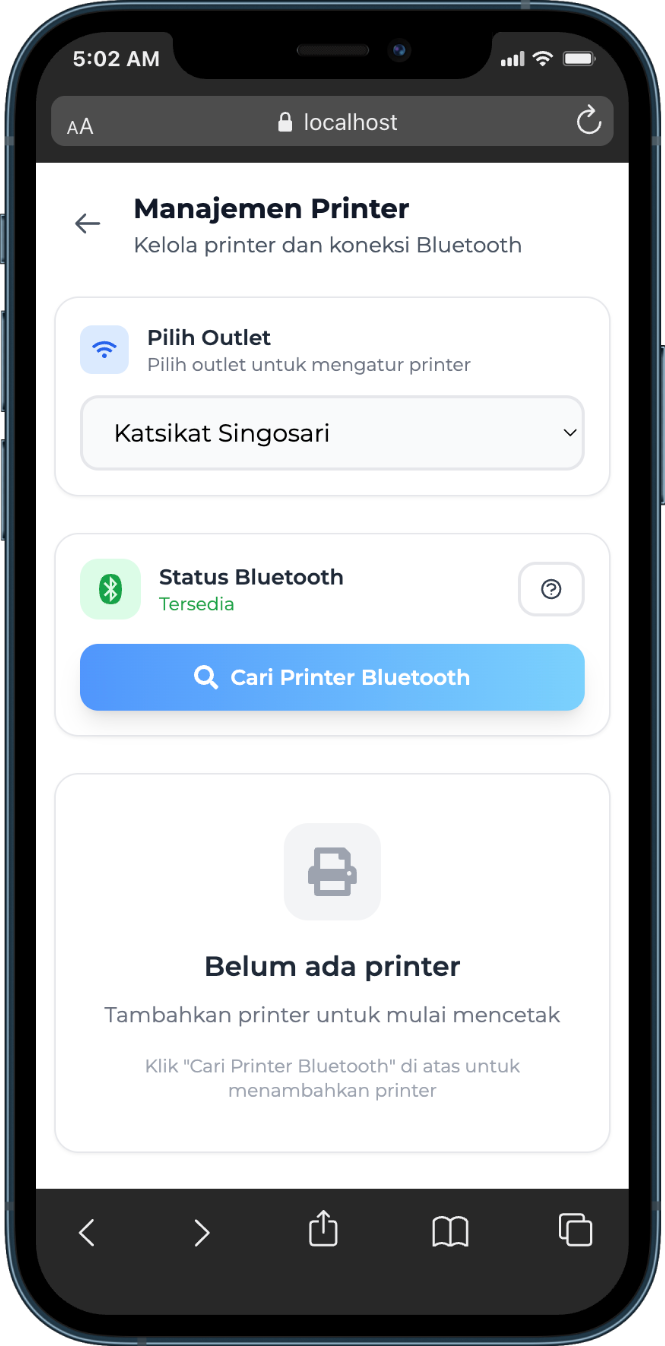 5:02 AM
AA
localhost
Manajemen Printer
Kelola printer dan koneksi Bluetooth
Pilih Outlet
Pilih outlet untuk mengatur printer
Katsikat Singosari
Status Bluetooth
Tersedia
Cari Printer Bluetooth
Belum ada printer
Tambahkan printer untuk mulai mencetak
Klik "Cari Printer Bluetooth" di atas untuk
menambahkan printer